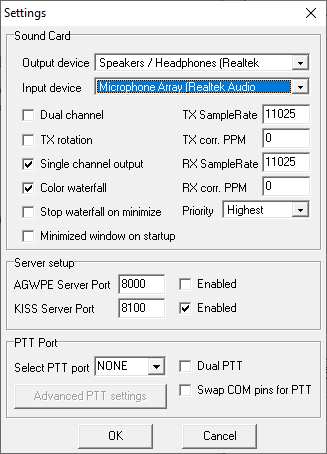 Settings
Sound Card
Output device Speakers / Headphones (Realtek
Input device Microphone Array (Realtek Audio
Dual channel TX SampleRate 11025
TX rotation TX corr. PPM 0
Single channel output RX SampleRate 11025
Color waterfall RX corr. PPM 0
Stop waterfall on minimize Priority Highest
Minimized window on startup
Server setup
AGWPE Server Port 8000 Enabled
KISS Server Port 8100 Enabled
PTT Port
Select PTT port NONE Dual PTT
Advanced PTT settings Swap COM pins for PTT
OK Cancel